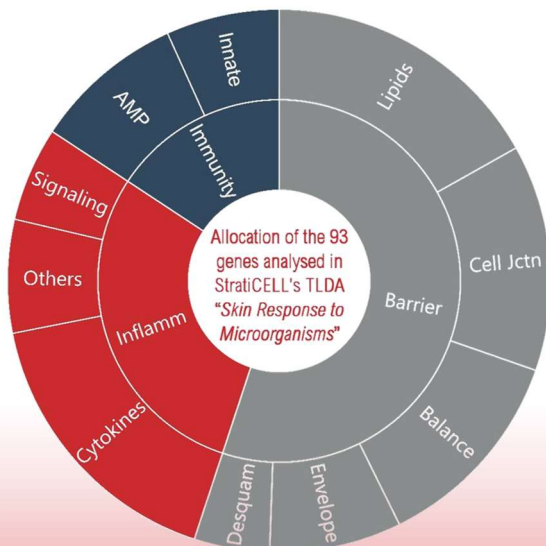 Allocation of the 93
genes analysed in
StratiCELL's TLDA
“Skin Response to
Microorganisms”
Barrier
Lipids
Cell Jctn
Balance
Envelope
Desquam
Inflamm
Cytokines
Others
Signaling
Immunity
AMP
Innate